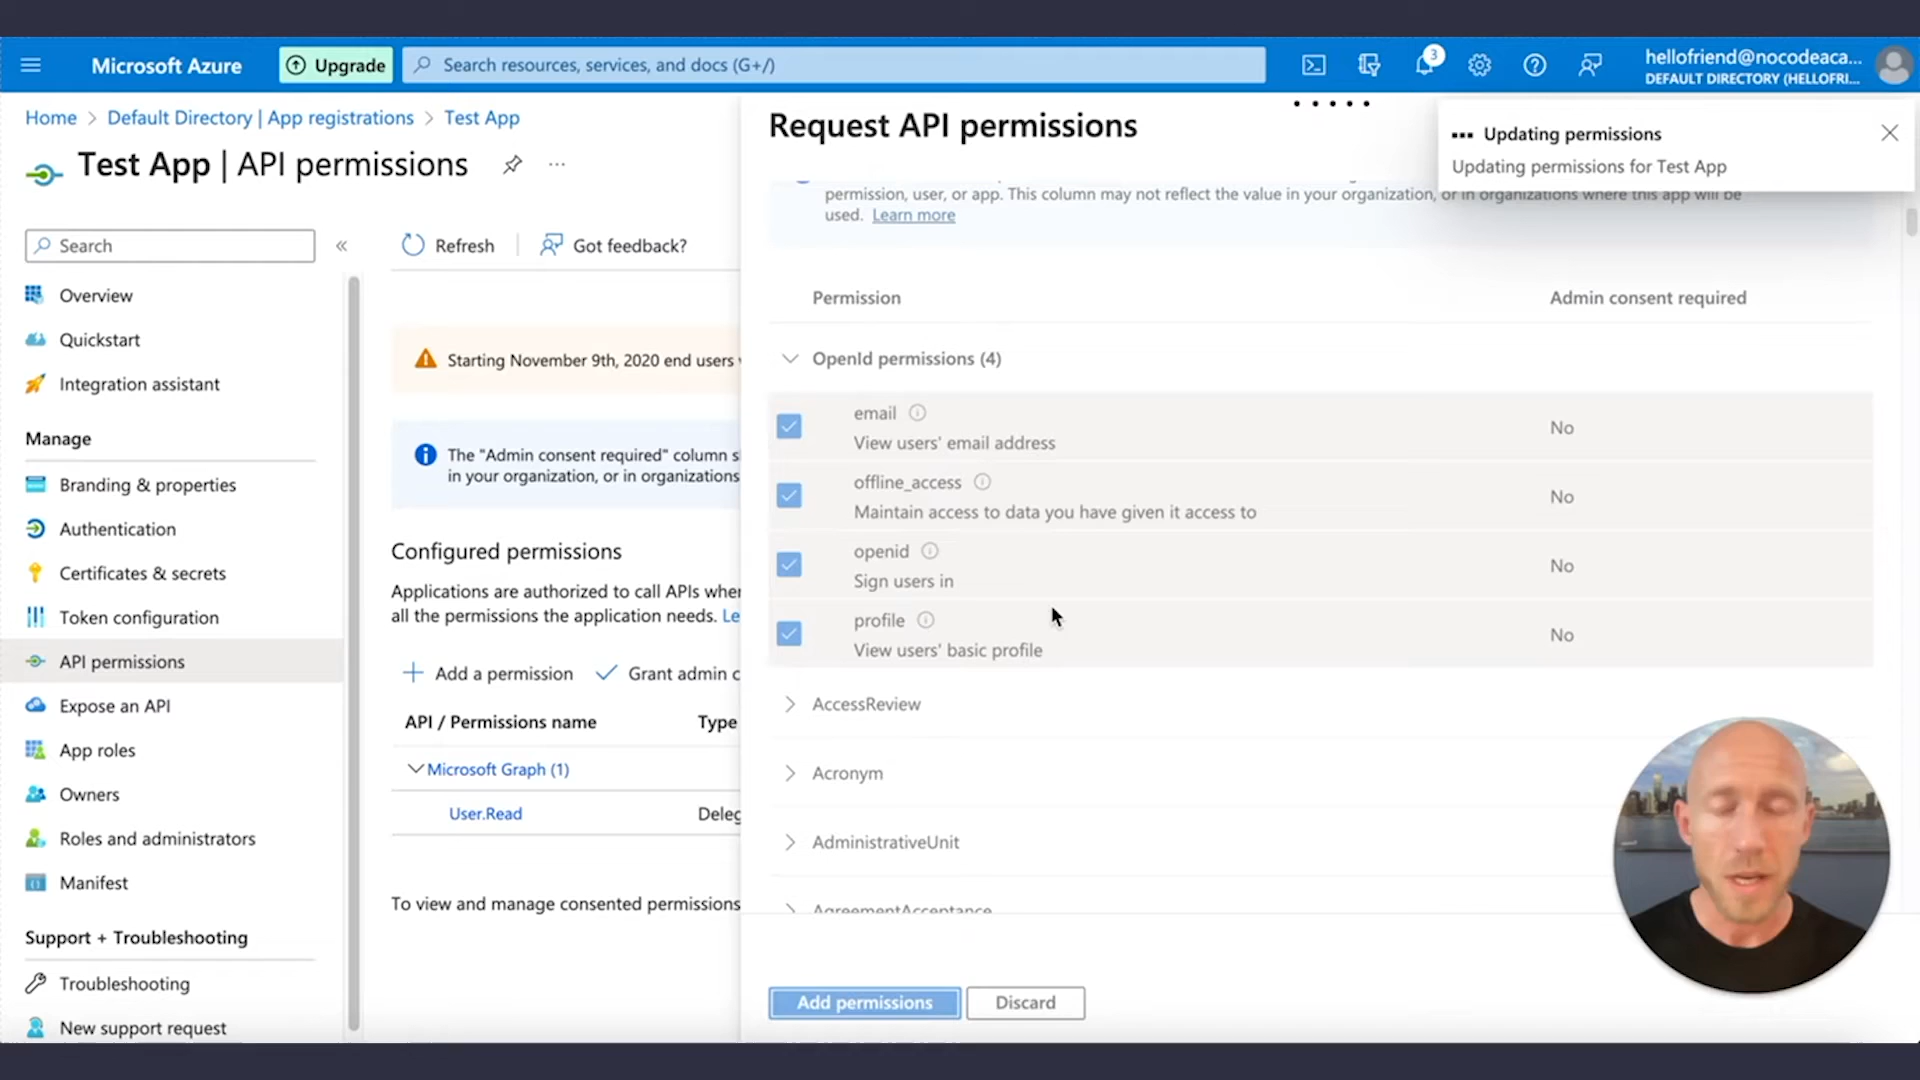 Microsoft Azure
Upgrade
Search resources, services, and docs (G+/)
3
hellofriend@nocodeaca...
DEFAULT DIRECTORY (HELLOFRI...
Home > Default Directory | App registrations > Test App
Test App | API permissions
...
Search
«
Refresh
Got feedback?
Overview
Quickstart
Integration assistant
Manage
Branding & properties
Authentication
Certificates & secrets
Token configuration
API permissions
Expose an API
App roles
Owners
Roles and administrators
Manifest
Support + Troubleshooting
Troubleshooting
New support request
Starting November 9th, 2020 end users
The "Admin consent required" column
in your organization, or in organizations
Configured permissions
Applications are authorized to call APIs
all the permissions the application needs.
Add a permission
Grant admin
API / Permissions name
Type
Microsoft Graph (1)
User.Read
To view and manage consented permissions
Request API permissions
permission, user, or app. This column may not reflect the value in your organization, or in organizations where this app will be
used. Learn more
Permission
Admin consent required
OpenId permissions (4)
email
View users' email address
No
offline_access
Maintain access to data you have given it access to
No
openid
Sign users in
No
profile
View users' basic profile
No
AccessReview
Acronym
AdministrativeUnit
AgreementAcceptance
Add permissions
Discard
Updating permissions
Updating permissions for Test App